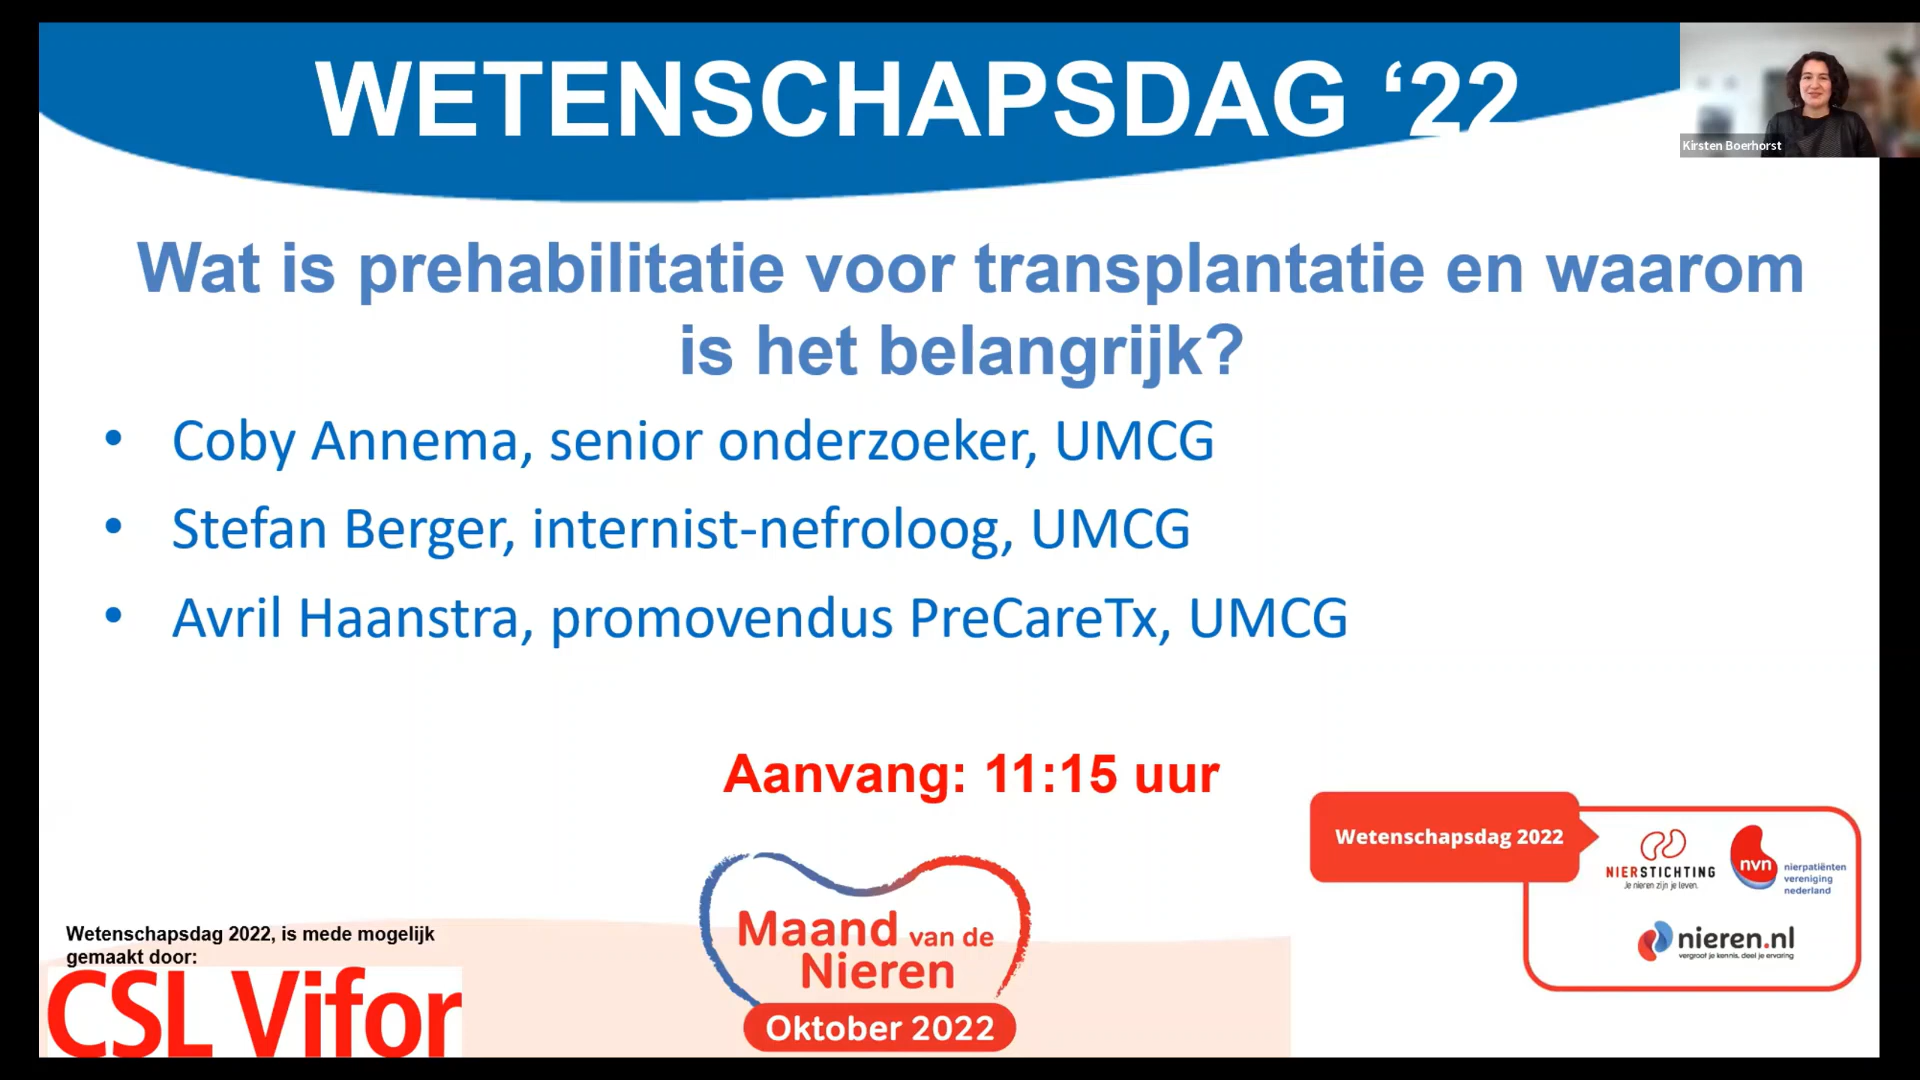 WETENSCHAPSDAG ‘22
Kirsten Boerhorst
Wat is prehabilitatie voor transplantatie en waarom
is het belangrijk?
• Coby Annema, senior onderzoeker, UMCG
• Stefan Berger, internist-nefroloog, UMCG
• Avril Haanstra, promovendus PreCareTx, UMCG
Aanvang: 11:15 uur
Wetenschapsdag 2022
NIERSTICHTING
Je nieren zijn je leven.
nvn
nierpatiënten
vereniging
nederland
nieren.nl
vergroot je kennis, deel je ervaring
Wetenschapsdag 2022, is mede mogelijk
gemaakt door:
CSL Vifor
Maand van de
Nieren
Oktober 2022